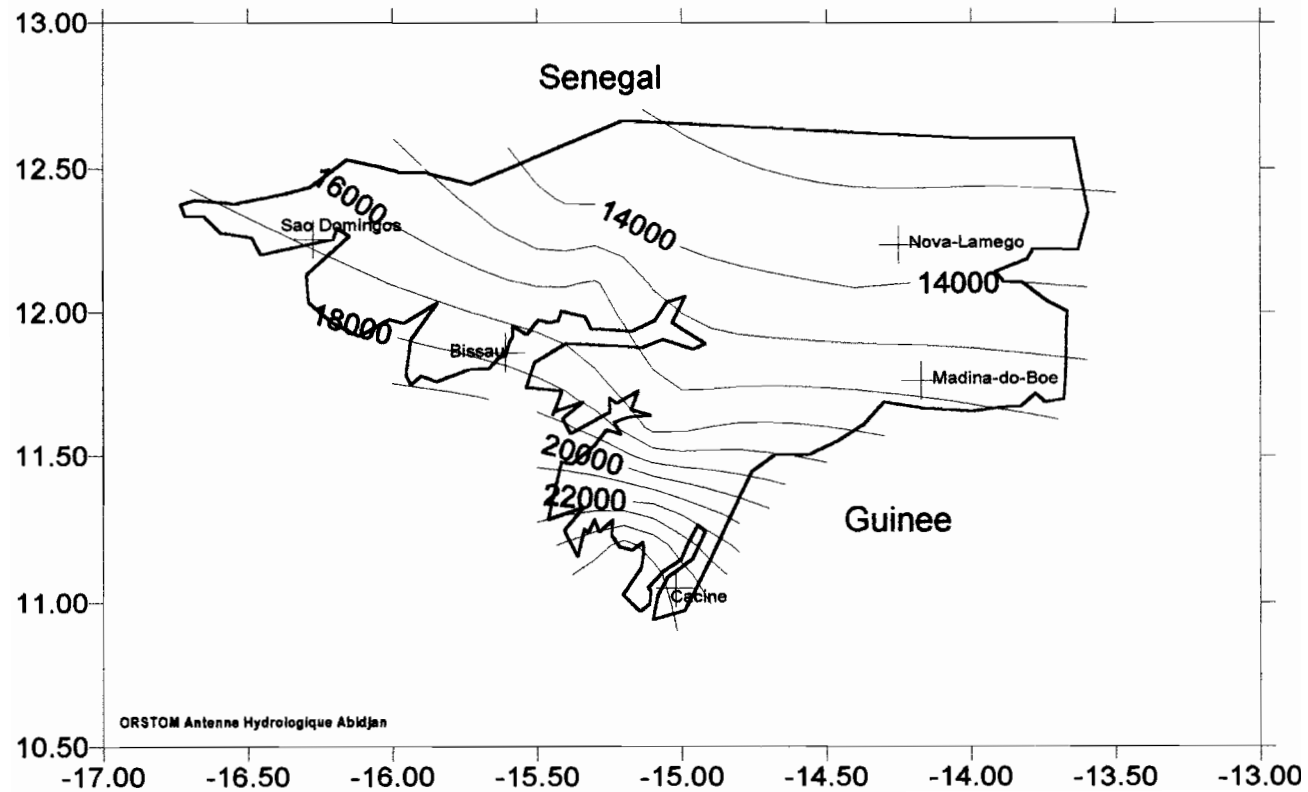 13.00
Senegal
12.50
16000
14000
Sao Domingos
Nova-Lamego
14000
12.00
18000
Bissau
Madina-do-Boe
11.50
20000
22000
Guinee
11.00
Cacine
ORSTOM Antenne Hydrologique Abidjan
10.50
-17.00 -16.50 -16.00 -15.50 -15.00 -14.50 -14.00 -13.50 -13.00